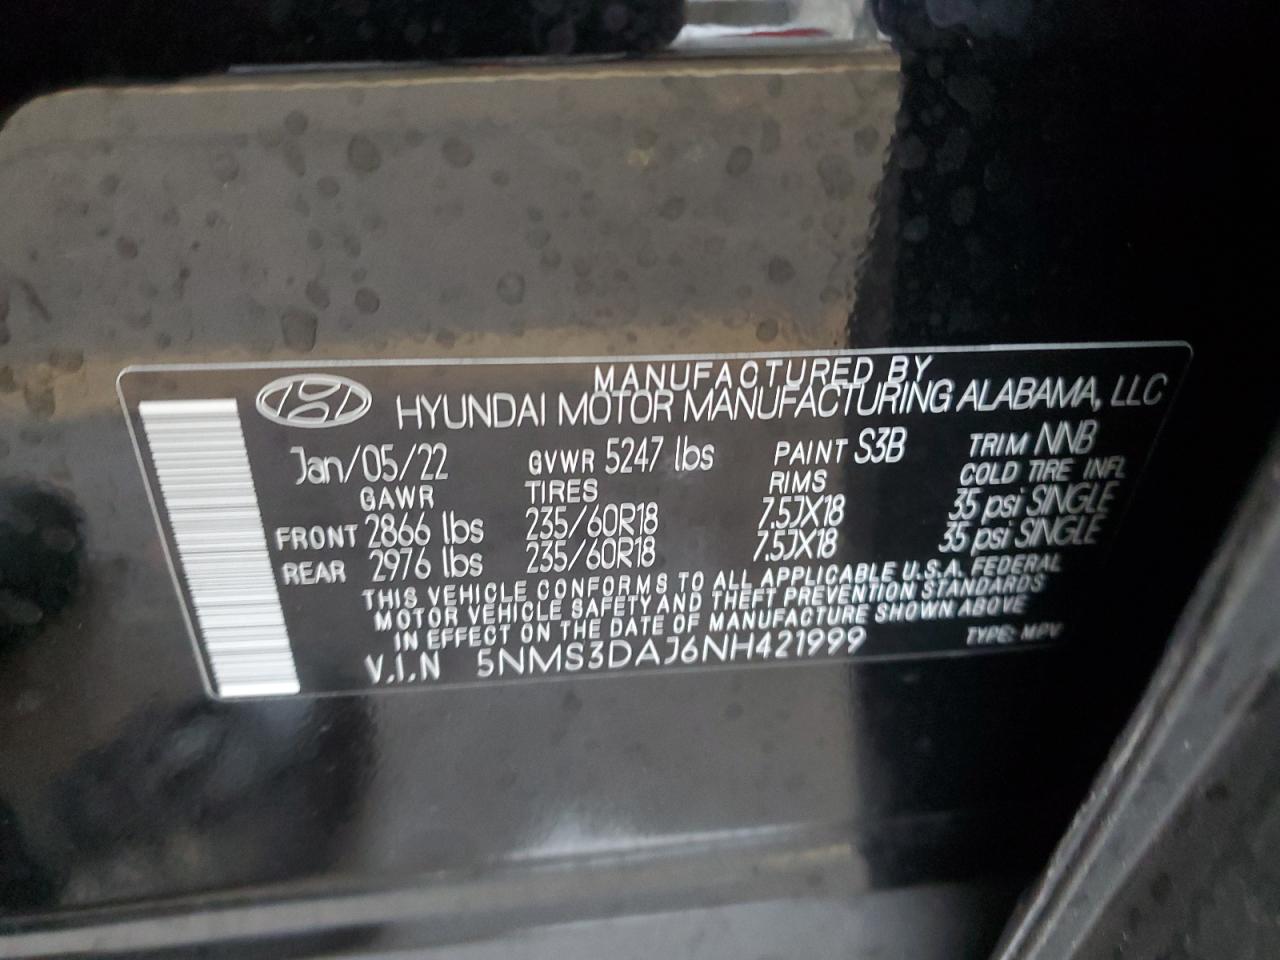 MANUFACTURED BY
HYUNDAI MOTOR MANUFACTURING ALABAMA, LLC
Jan/05/22 GVWR 5247 lbs PAINT S3B TRIM NNB
GAWR TIRES RIMS COLD TIRE INFL
FRONT 2866 lbs 235/60R18 7.5JX18 35 psi SINGLE
REAR 2976 lbs 235/60R18 7.5JX18 35 psi SINGLE
THIS VEHICLE CONFORMS TO ALL APPLICABLE U.S.A. FEDERAL
MOTOR VEHICLE SAFETY AND THEFT PREVENTION STANDARDS
IN EFFECT ON THE DATE OF MANUFACTURE SHOWN ABOVE
V.I.N 5NMS3DAJ6NH421999 TYPE: MPV